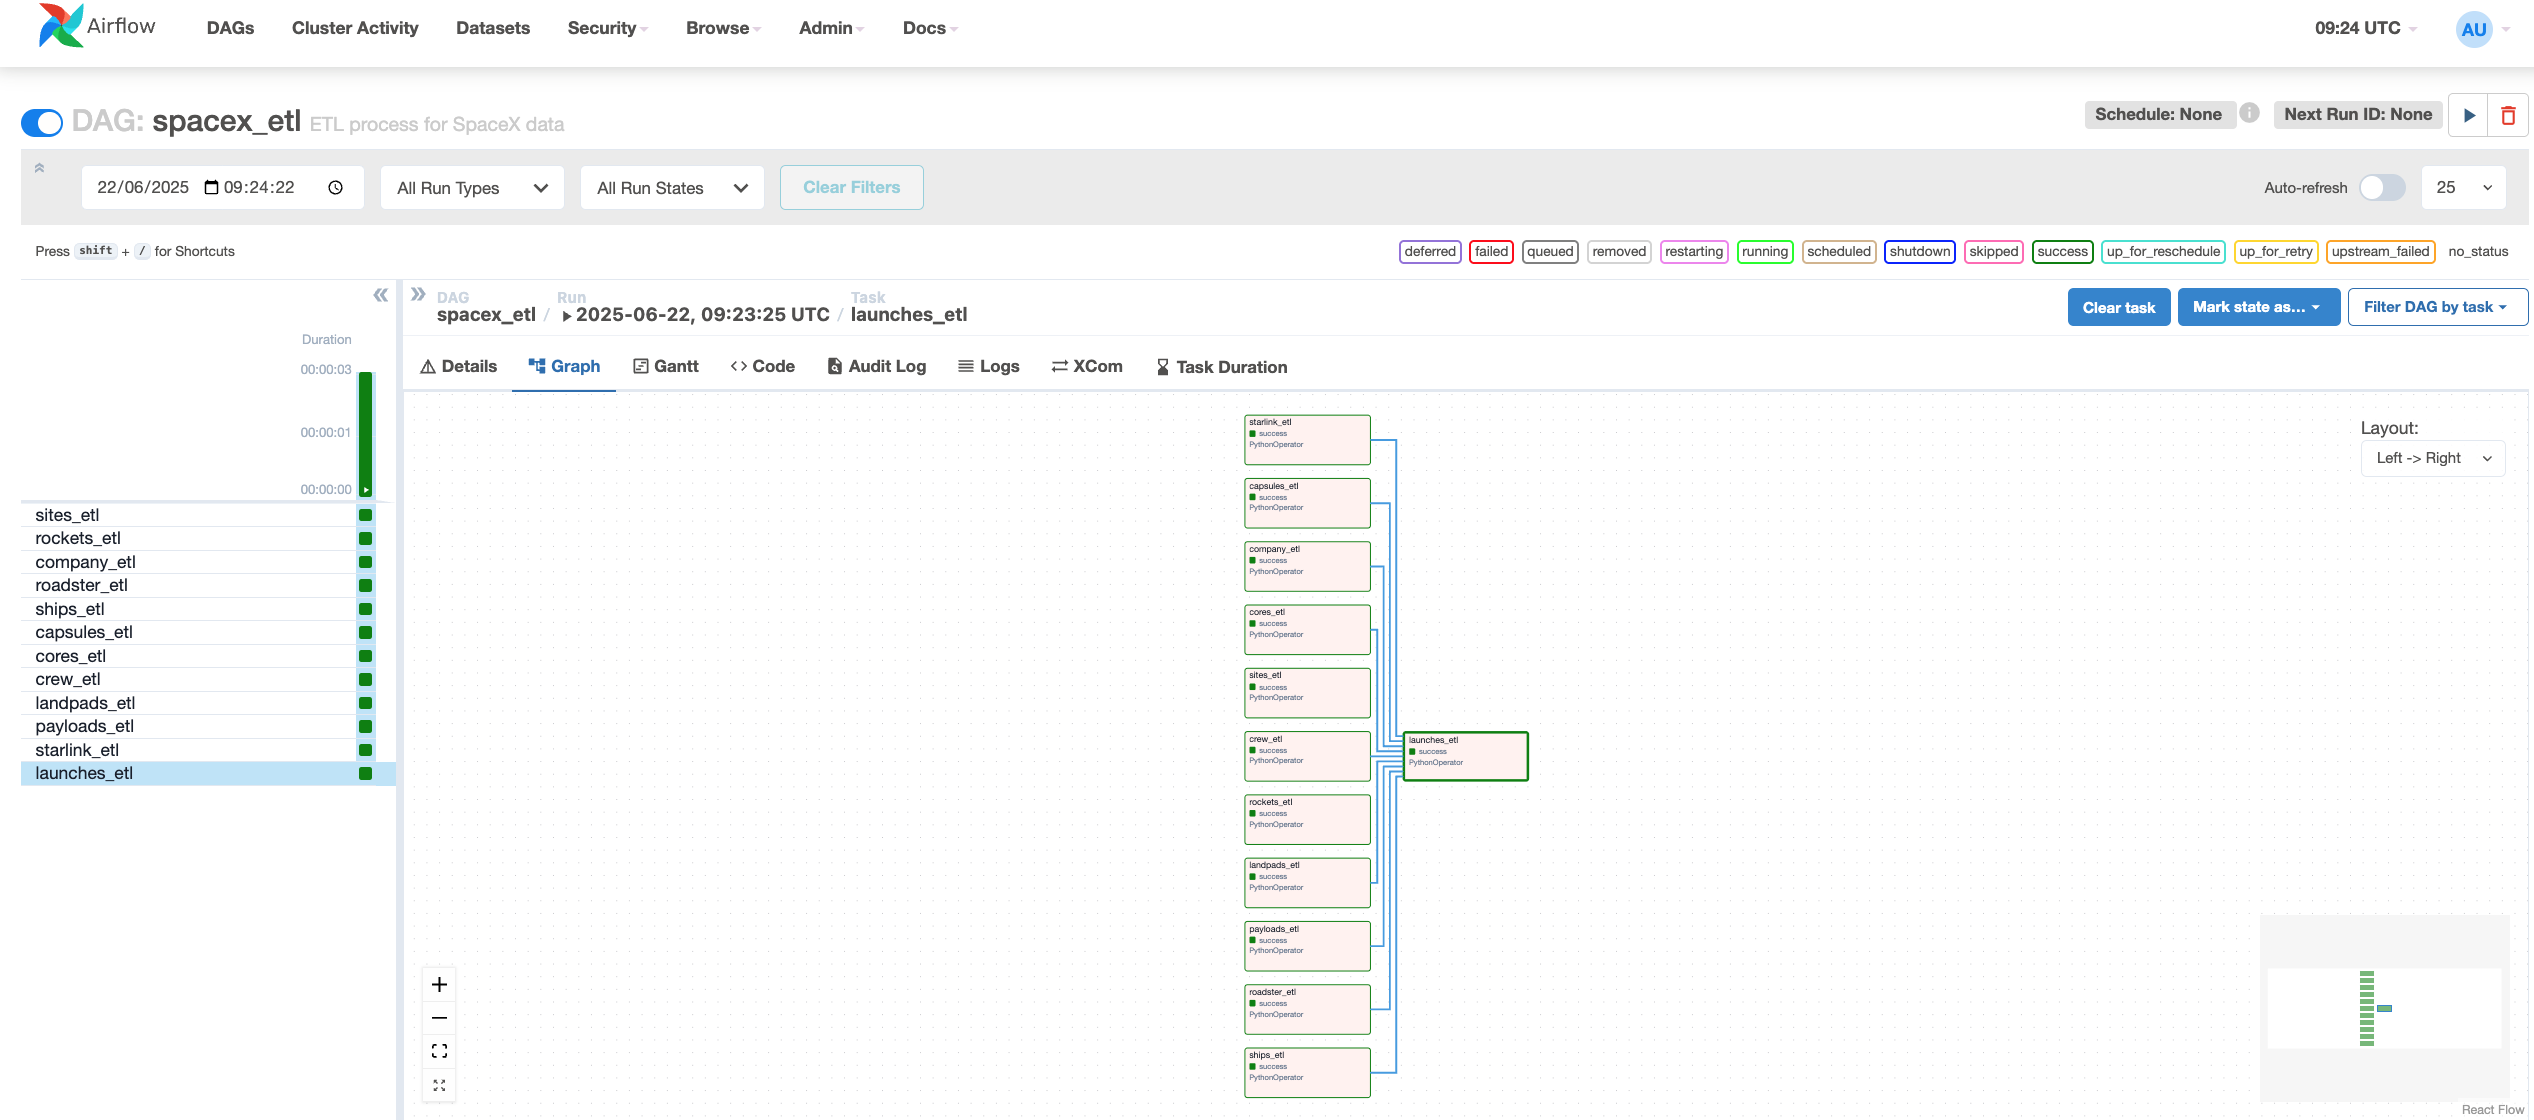 Airflow DAGs Cluster Activity Datasets Security Browse Admin Docs 09:24 UTC AU
DAG: spacex_etl ETL process for SpaceX data Schedule: None Next Run ID: None
22/06/2025 09:24:22 All Run Types All Run States Clear Filters Auto-refresh 25
Press shift + / for Shortcuts deferred failed queued removed restarting running scheduled shutdown skipped success up_for_reschedule up_for_retry upstream_failed no_status
DAG Run Task
spacex_etl / 2025-06-22, 09:23:25 UTC / launches_etl
Clear task Mark state as... Filter DAG by task
Duration
00:00:03
00:00:01
00:00:00
sites_etl
rockets_etl
company_etl
roadster_etl
ships_etl
capsules_etl
cores_etl
crew_etl
landpads_etl
payloads_etl
starlink_etl
launches_etl
Details Graph Gantt Code Audit Log Logs XCom Task Duration
Layout:
Left -> Right
starlink_etl
success
PythonOperator
capsules_etl
success
PythonOperator
company_etl
success
PythonOperator
cores_etl
success
PythonOperator
sites_etl
success
PythonOperator
crew_etl
success
PythonOperator
launches_etl
success
PythonOperator
rockets_etl
success
PythonOperator
landpads_etl
success
PythonOperator
payloads_etl
success
PythonOperator
roadster_etl
success
PythonOperator
ships_etl
success
PythonOperator
React Flow